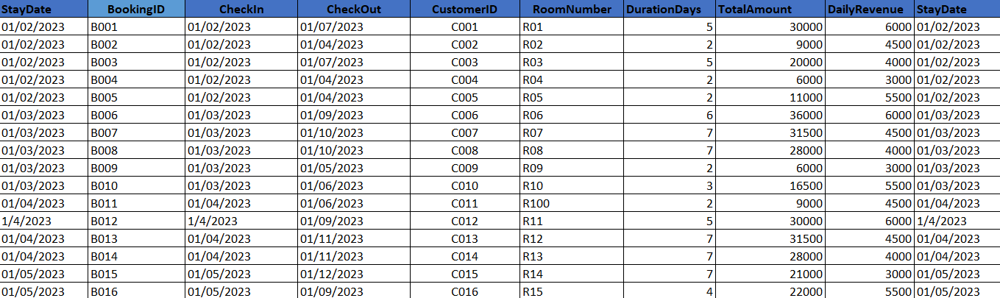 StayDate BookingID CheckIn CheckOut CustomerID RoomNumber DurationDays TotalAmount DailyRevenue StayDate
01/02/2023 B001 01/02/2023 01/07/2023 C001 R01 5 30000 6000 01/02/2023
01/02/2023 B002 01/02/2023 01/04/2023 C002 R02 2 9000 4500 01/02/2023
01/02/2023 B003 01/02/2023 01/07/2023 C003 R03 5 20000 4000 01/02/2023
01/02/2023 B004 01/02/2023 01/04/2023 C004 R04 2 6000 3000 01/02/2023
01/02/2023 B005 01/02/2023 01/04/2023 C005 R05 2 11000 5500 01/02/2023
01/03/2023 B006 01/03/2023 01/09/2023 C006 R06 6 36000 6000 01/03/2023
01/03/2023 B007 01/03/2023 01/10/2023 C007 R07 7 31500 4500 01/03/2023
01/03/2023 B008 01/03/2023 01/10/2023 C008 R08 7 28000 4000 01/03/2023
01/03/2023 B009 01/03/2023 01/05/2023 C009 R09 2 6000 3000 01/03/2023
01/03/2023 B010 01/03/2023 01/06/2023 C010 R10 3 16500 5500 01/03/2023
01/04/2023 B011 01/04/2023 01/06/2023 C011 R100 2 9000 4500 01/04/2023
1/4/2023 B012 1/4/2023 01/09/2023 C012 R11 5 30000 6000 1/4/2023
01/04/2023 B013 01/04/2023 01/11/2023 C013 R12 7 31500 4500 01/04/2023
01/04/2023 B014 01/04/2023 01/11/2023 C014 R13 7 28000 4000 01/04/2023
01/05/2023 B015 01/05/2023 01/12/2023 C015 R14 7 21000 3000 01/05/2023
01/05/2023 B016 01/05/2023 01/09/2023 C016 R15 4 22000 5500 01/05/2023